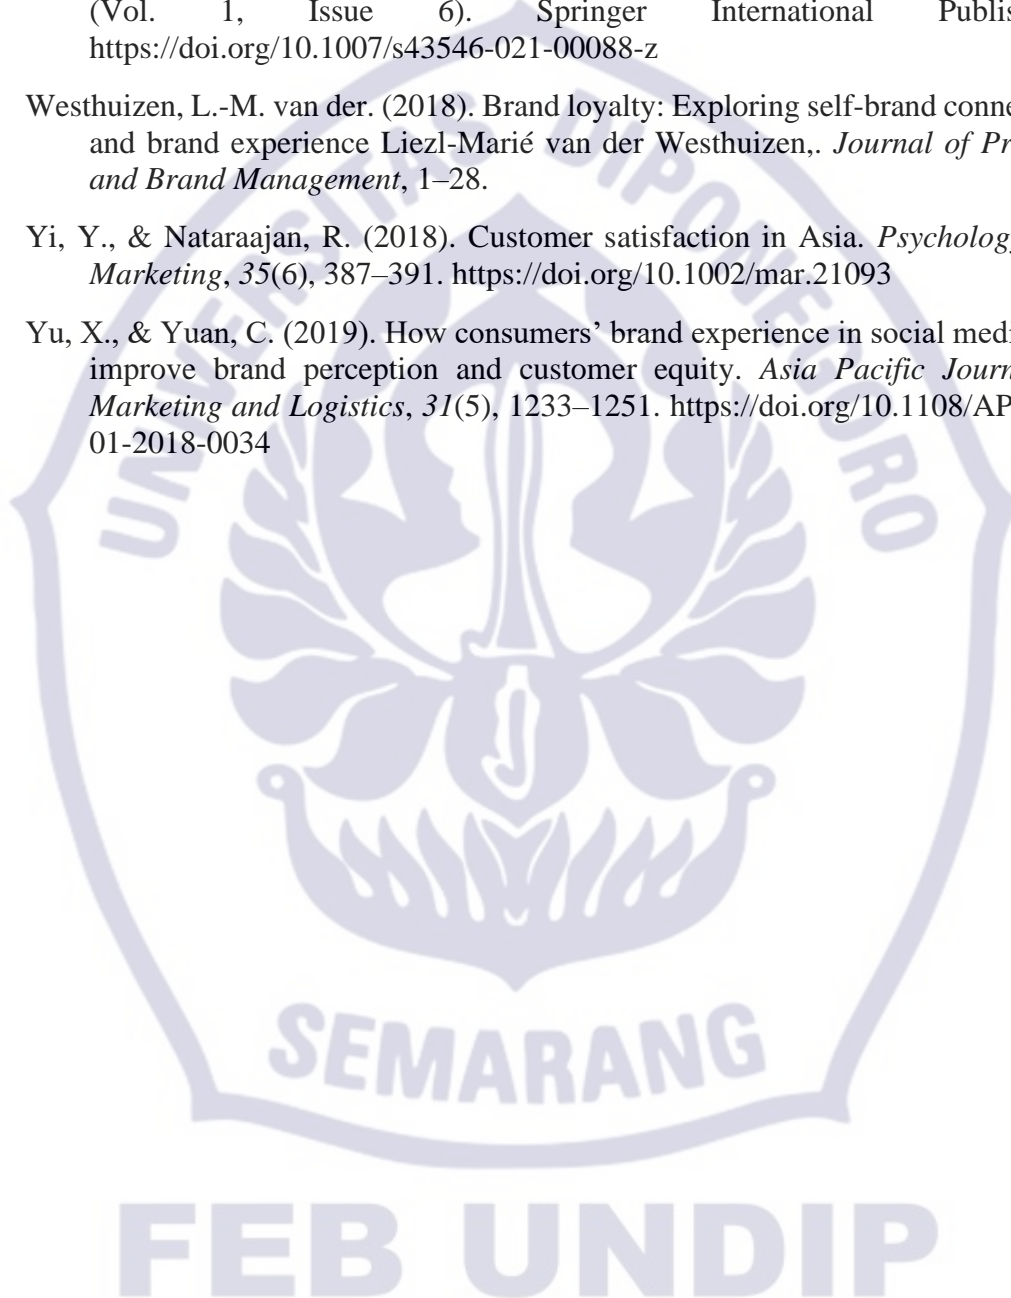 (Vol. 1, Issue 6). Springer International Publis
https://doi.org/10.1007/s43546-021-00088-z
Westhuizen, L.-M. van der. (2018). Brand loyalty: Exploring self-brand conne
and brand experience Liezl-Marié van der Westhuizen,. Journal of Pr
and Brand Management, 1–28.
Yi, Y., & Nataraajan, R. (2018). Customer satisfaction in Asia. Psychology
Marketing, 35(6), 387–391. https://doi.org/10.1002/mar.21093
Yu, X., & Yuan, C. (2019). How consumers’ brand experience in social medi
improve brand perception and customer equity. Asia Pacific Journ
Marketing and Logistics, 31(5), 1233–1251. https://doi.org/10.1108/AP
01-2018-0034
UNIVERSITAS DIPONEGORO
SEMARANG
FEB UNDIP